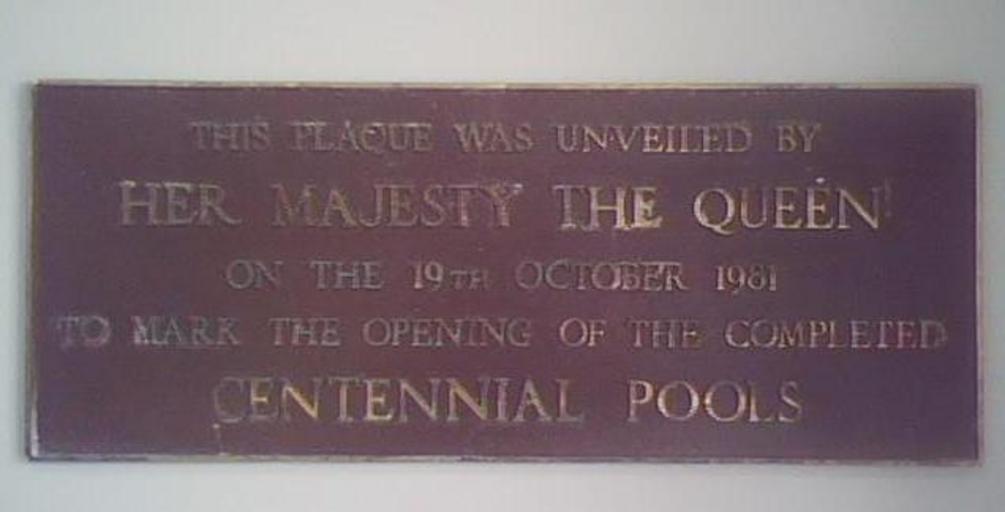 THIS PLAQUE WAS UNVEILED BY
HER MAJESTY THE QUEEN
ON THE 19TH OCTOBER 1981
TO MARK THE OPENING OF THE COMPLETED
CENTENNIAL POOLS